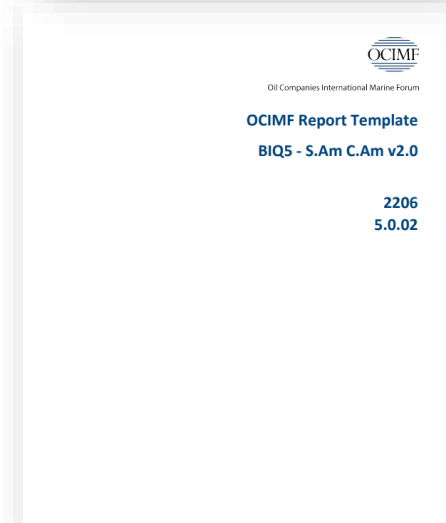 OCIMF
Oil Companies International Marine Forum
OCIMF Report Template
BIQ5 - S.Am C.Am v2.0
2206
5.0.02